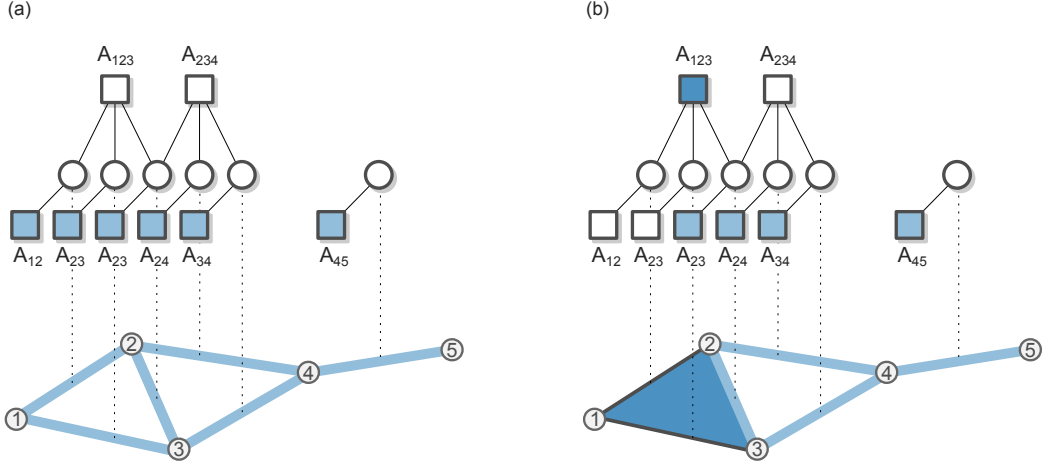 (a)
(b)
A₁₂₃ A₂₃₄
A₁₂₃ A₂₃₄
A₁₂ A₂₃ A₂₃ A₂₄ A₃₄ A₄₅
A₁₂ A₂₃ A₂₃ A₂₄ A₃₄ A₄₅
1 2 3 4 5
1 2 3 4 5